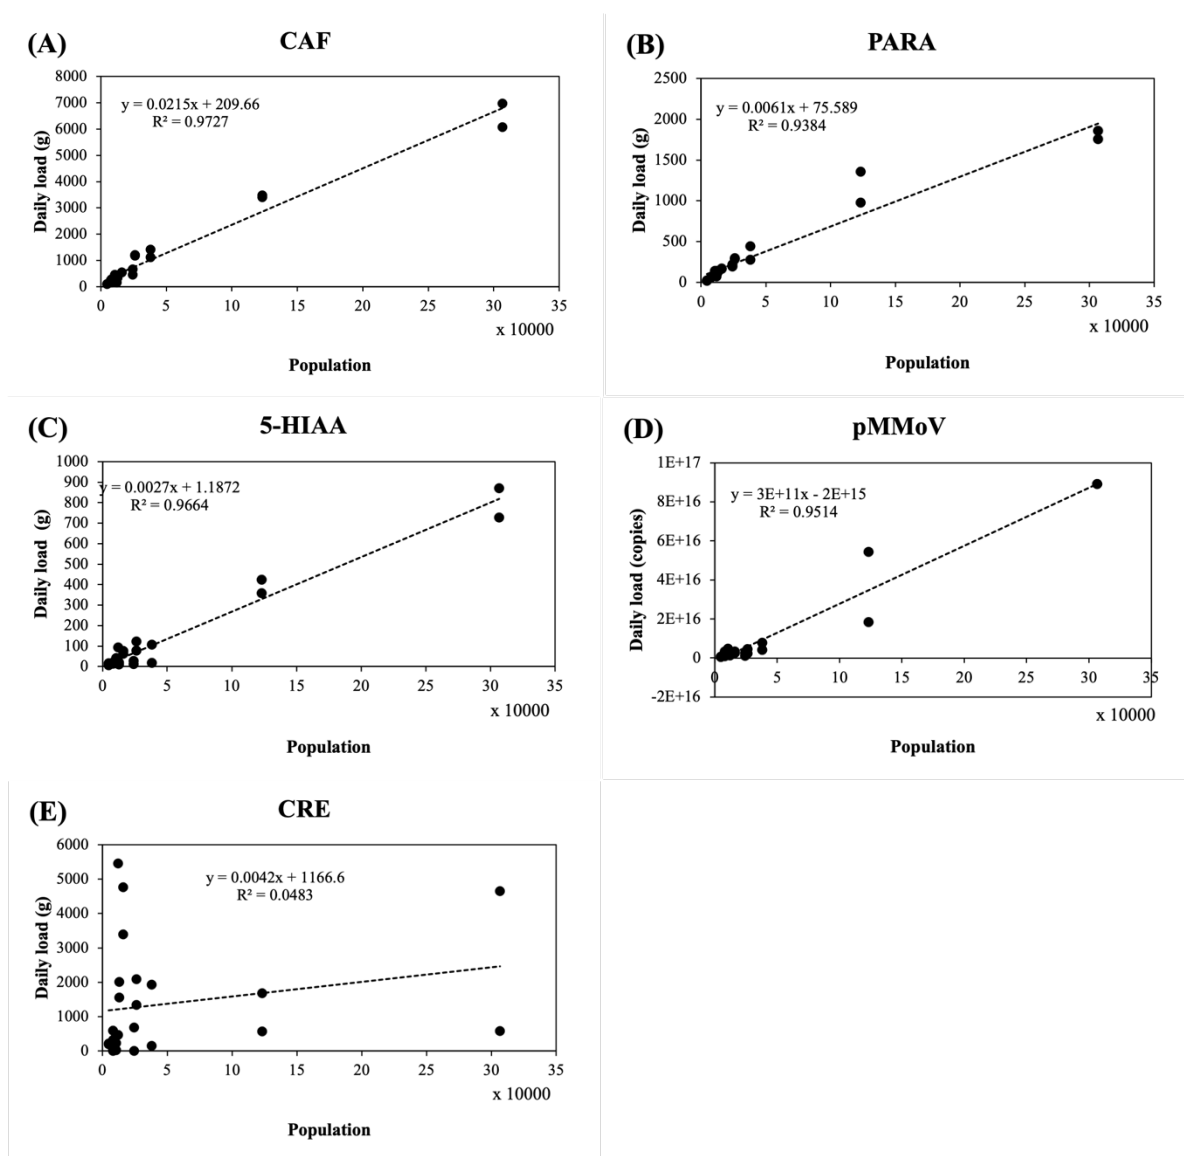 (A)
CAF
8000
7000
6000
5000
4000
3000
2000
1000
0
Daily load (g)
y = 0.0215x + 209.66
R² = 0.9727
0 5 10 15 20 25 30 35
x 10000
Population
(B)
PARA
2500
2000
1500
1000
500
0
Daily load (g)
y = 0.0061x + 75.589
R² = 0.9384
0 5 10 15 20 25 30 35
x 10000
Population
(C)
5-HIAA
1000
900
800
700
600
500
400
300
200
100
0
Daily load (g)
y = 0.0027x + 1.1872
R² = 0.9664
0 5 10 15 20 25 30 35
x 10000
Population
(D)
pMMoV
1E+17
8E+16
6E+16
4E+16
2E+16
0
-2E+16
Daily load (copies)
y = 3E+11x - 2E+15
R² = 0.9514
0 5 10 15 20 25 30 35
x 10000
Population
(E)
CRE
6000
5000
4000
3000
2000
1000
0
Daily load (g)
y = 0.0042x + 1166.6
R² = 0.0483
0 5 10 15 20 25 30 35
x 10000
Population